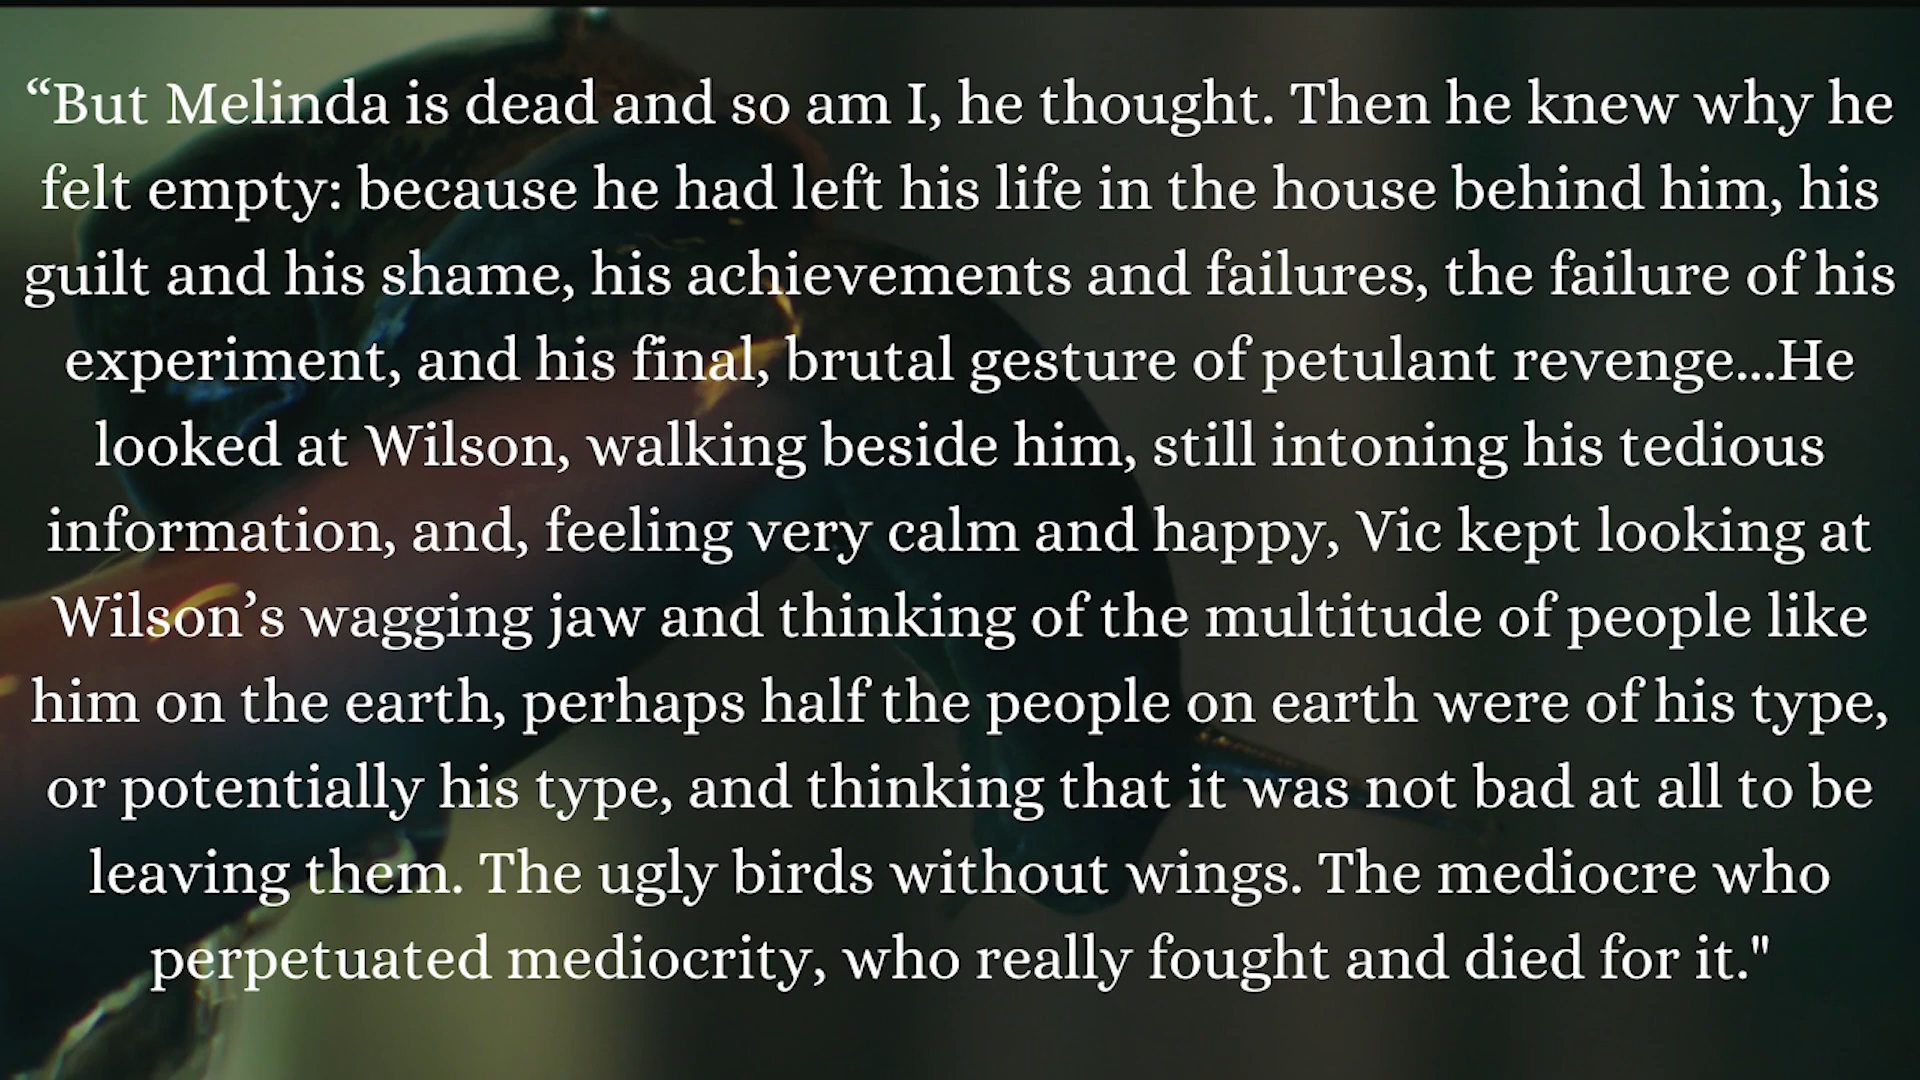 “But Melinda is dead and so am I, he thought. Then he knew why he
felt empty: because he had left his life in the house behind him, his
guilt and his shame, his achievements and failures, the failure of his
experiment, and his final, brutal gesture of petulant revenge...He
looked at Wilson, walking beside him, still intoning his tedious
information, and, feeling very calm and happy, Vic kept looking at
Wilson’s wagging jaw and thinking of the multitude of people like
him on the earth, perhaps half the people on earth were of his type,
or potentially his type, and thinking that it was not bad at all to be
leaving them. The ugly birds without wings. The mediocre who
perpetuated mediocrity, who really fought and died for it."